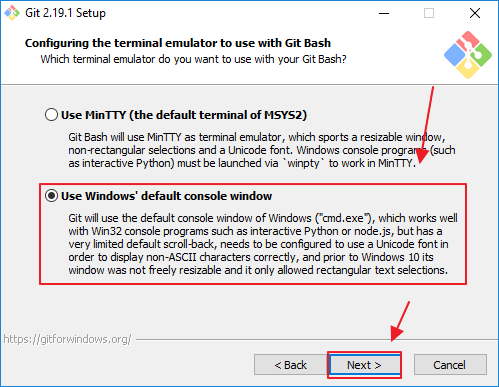 Git 2.19.1 Setup
Configuring the terminal emulator to use with Git Bash
Which terminal emulator do you want to use with your Git Bash?
Use MinTTY (the default terminal of MSYS2)
Git Bash will use MinTTY as terminal emulator, which sports a resizable window,
non-rectangular selections and a Unicode font. Windows console programs (such
as interactive Python) must be launched via `winpty` to work in MinTTY.
Use Windows' default console window
Git will use the default console window of Windows ("cmd.exe"), which works well
with Win32 console programs such as interactive Python or node.js, but has a
very limited default scroll-back, needs to be configured to use a Unicode font in
order to display non-ASCII characters correctly, and prior to Windows 10 its
window was not freely resizable and it only allowed rectangular text selections.
https://gitforwindows.org/
< Back Next > Cancel